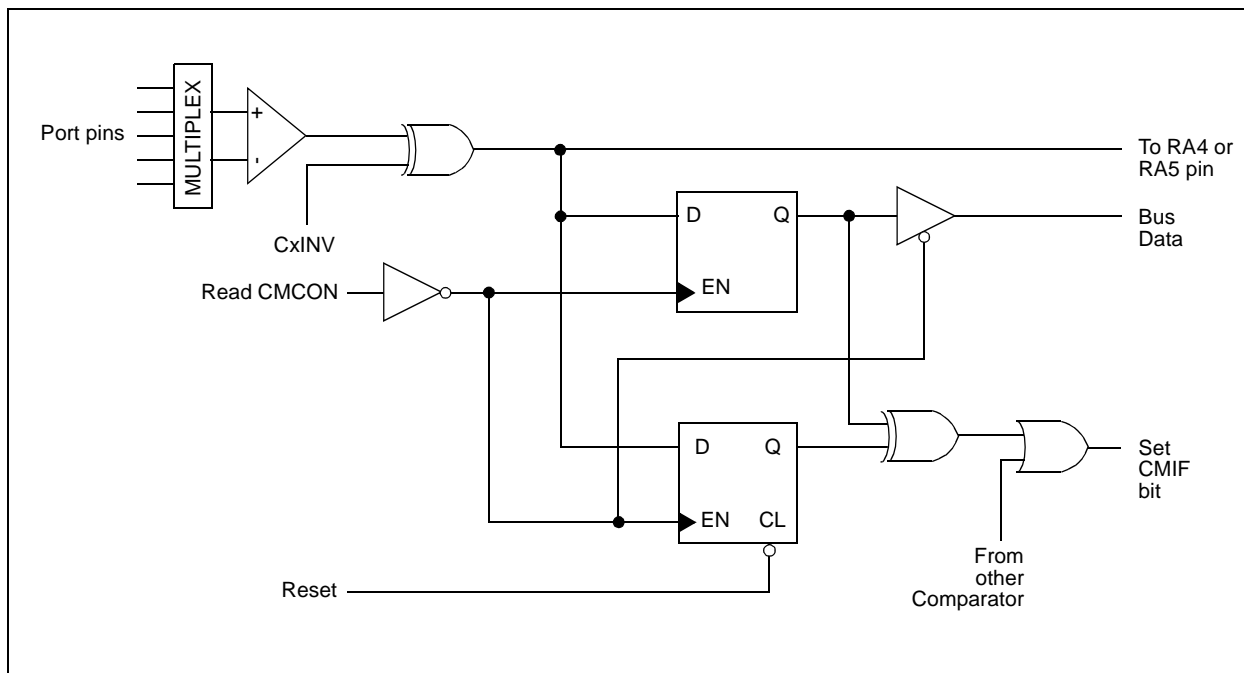 Port pins
MULTIPLEX
+
-
CxINV
To RA4 or
RA5 pin
D
Q
EN
Bus
Data
Read CMCON
D
Q
EN
CL
Set
CMIF
bit
From
other
Comparator
Reset